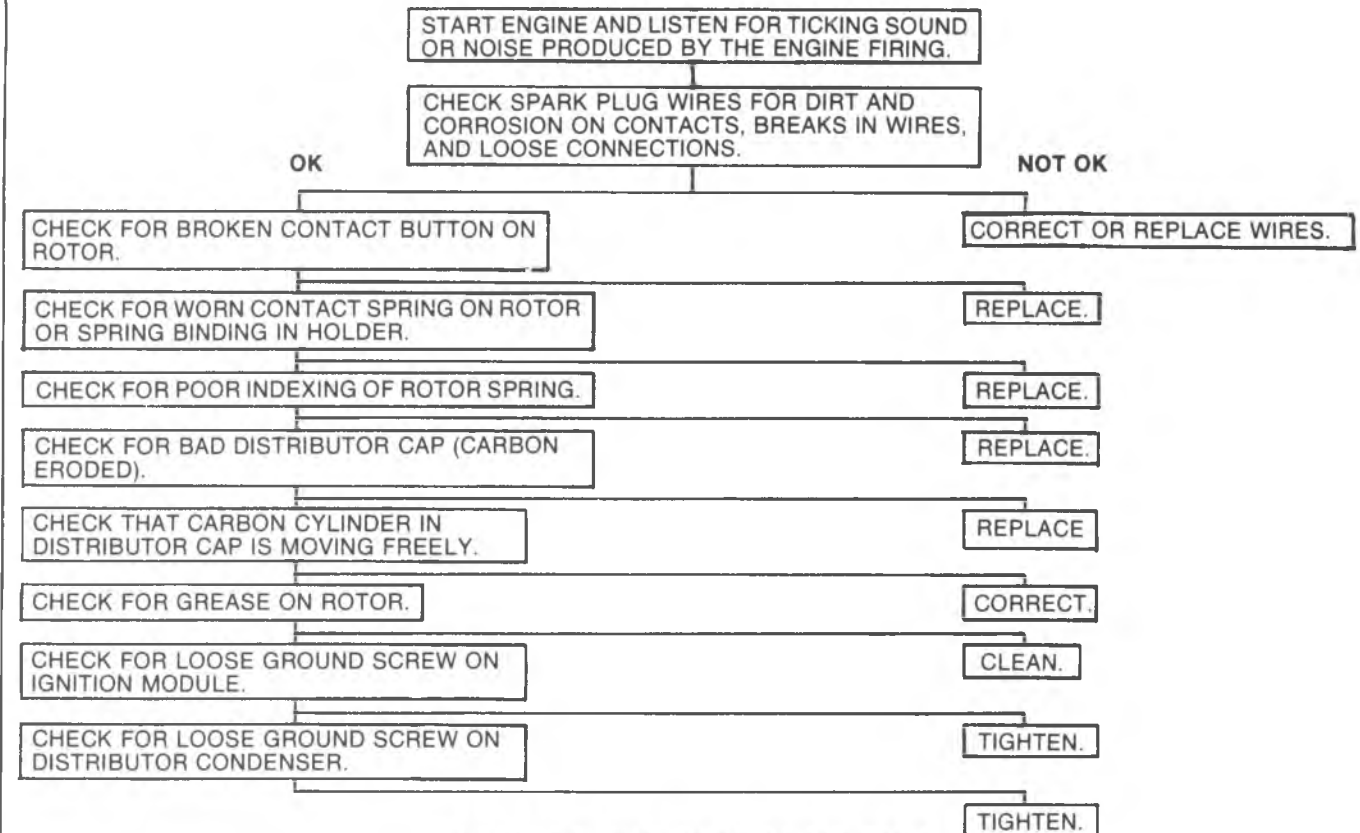 START ENGINE AND LISTEN FOR TICKING SOUND
OR NOISE PRODUCED BY THE ENGINE FIRING.
CHECK SPARK PLUG WIRES FOR DIRT AND
CORROSION ON CONTACTS, BREAKS IN WIRES,
AND LOOSE CONNECTIONS.
OK
NOT OK
CHECK FOR BROKEN CONTACT BUTTON ON
ROTOR.
CORRECT OR REPLACE WIRES.
CHECK FOR WORN CONTACT SPRING ON ROTOR
OR SPRING BINDING IN HOLDER.
REPLACE.
CHECK FOR POOR INDEXING OF ROTOR SPRING.
REPLACE.
CHECK FOR BAD DISTRIBUTOR CAP (CARBON
ERODED).
REPLACE.
CHECK THAT CARBON CYLINDER IN
DISTRIBUTOR CAP IS MOVING FREELY.
REPLACE
CHECK FOR GREASE ON ROTOR.
CORRECT.
CHECK FOR LOOSE GROUND SCREW ON
IGNITION MODULE.
CLEAN.
CHECK FOR LOOSE GROUND SCREW ON
DISTRIBUTOR CONDENSER.
TIGHTEN.
TIGHTEN.